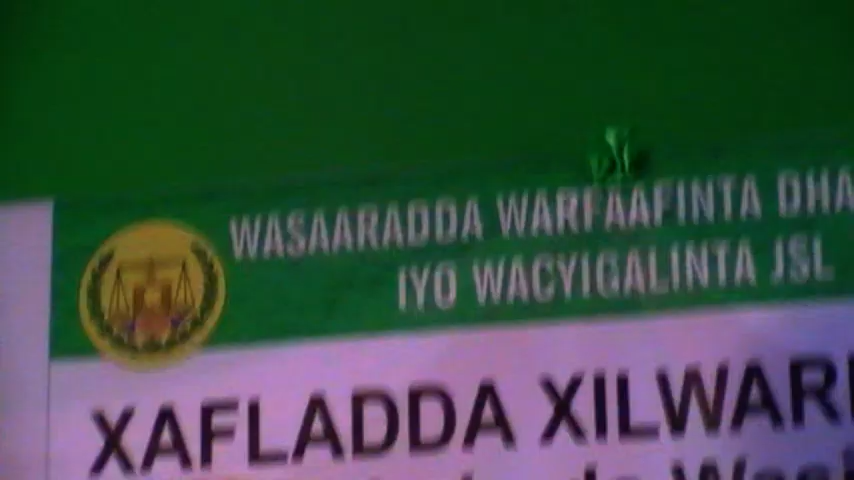 WASAARADDA WARFAAFINTA DHA
IYO WACYIGALINTA JSL
XAFLADDA XILWAR